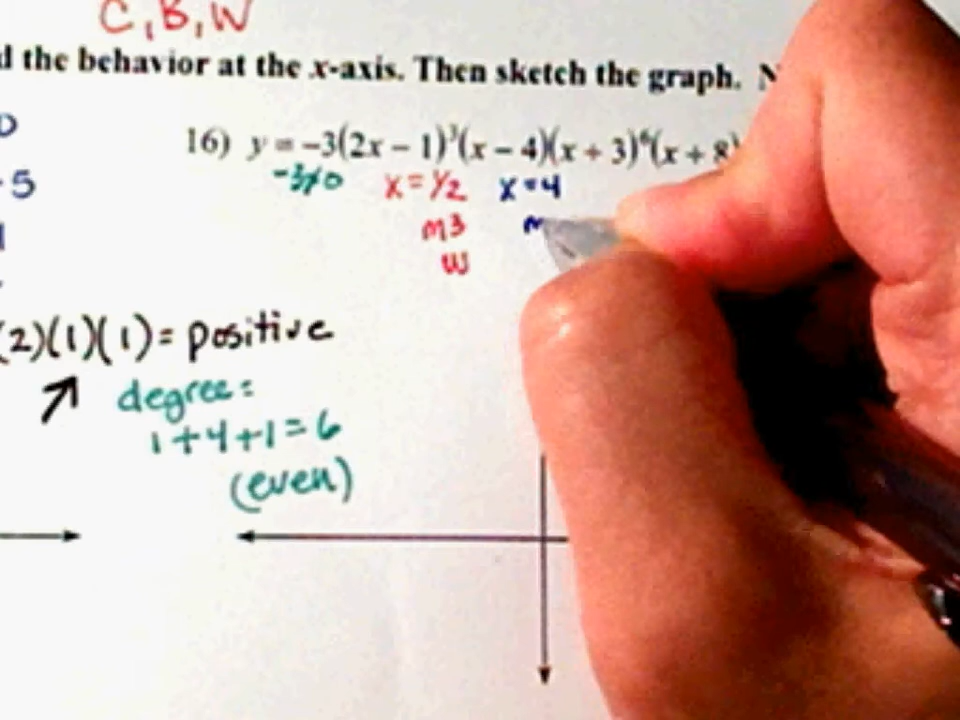 C, B, W
the behavior at the x-axis. Then sketch the graph.
16) y = -3(2x - 1)³(x - 4)(x + 3)⁶(x + 8)
-3≠0 x = 1/2 x = 4
5
m3
W
(2)(1)(1) = positive
degree:
1+4+1=6
(even)